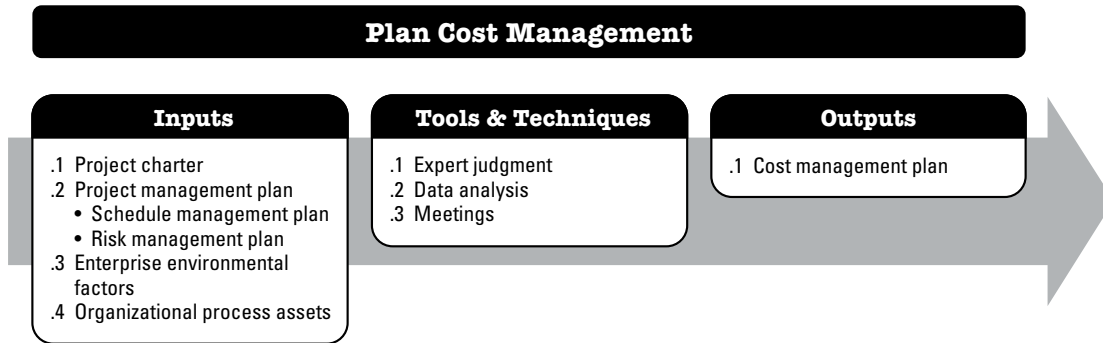 Plan Cost Management
Inputs
.1 Project charter
.2 Project management plan
• Schedule management plan
• Risk management plan
.3 Enterprise environmental
factors
.4 Organizational process assets
Tools & Techniques
.1 Expert judgment
.2 Data analysis
.3 Meetings
Outputs
.1 Cost management plan